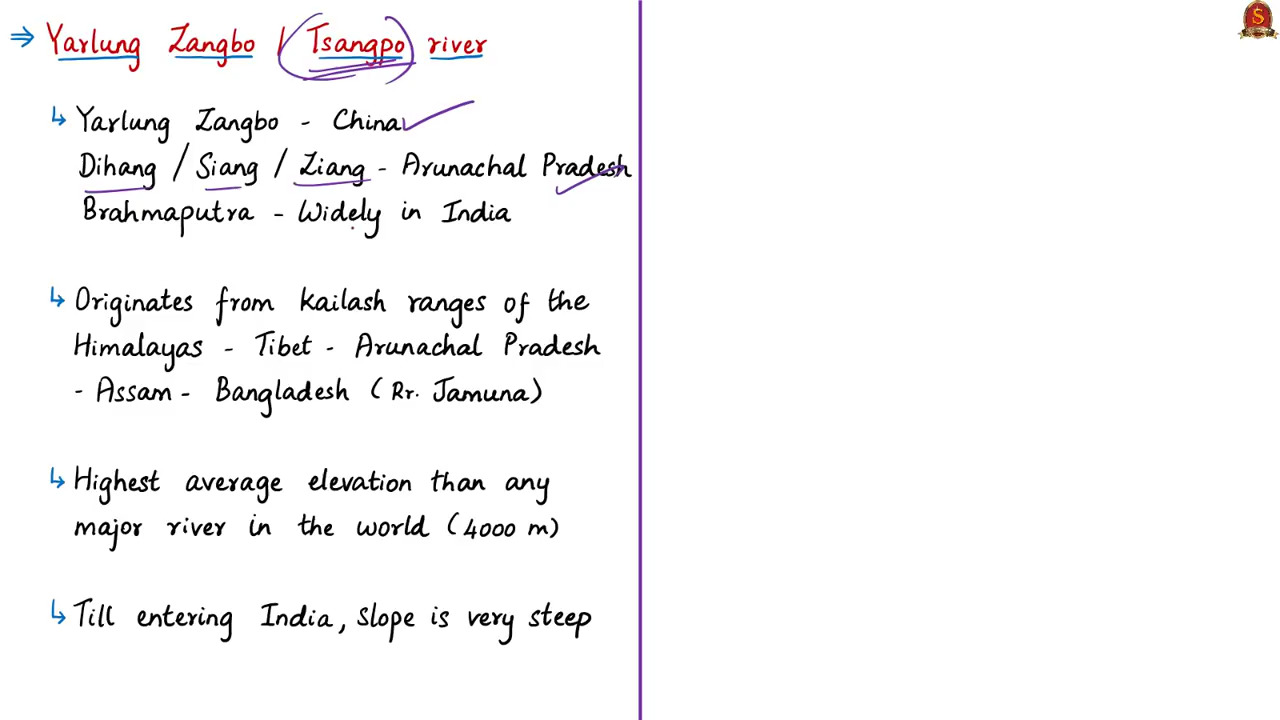 ⇒ Yarlung Zangbo / Tsangpo river
↳ Yarlung Zangbo - China
Dihang / Siang / Ziang - Arunachal Pradesh
Brahmaputra - Widely in India
↳ Originates from kailash ranges of the
Himalayas - Tibet - Arunachal Pradesh
- Assam - Bangladesh (Rr. Jamuna)
↳ Highest average elevation than any
major river in the world (4000 m)
↳ Till entering India, slope is very steep
S